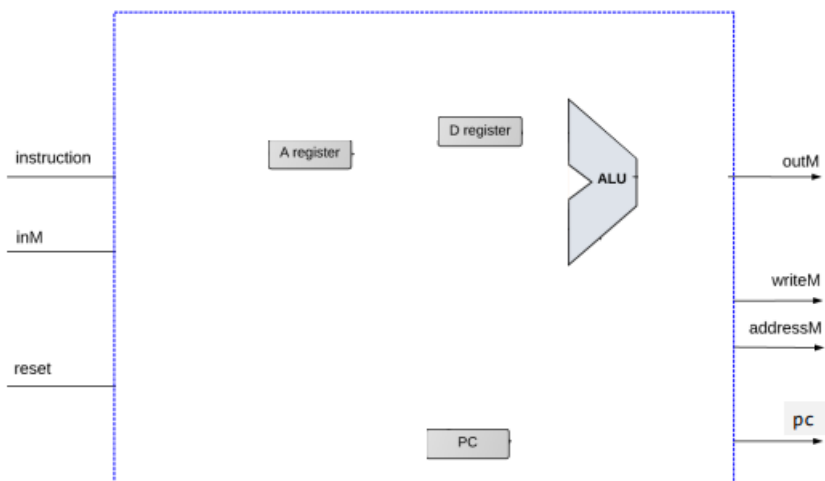 D register
A register
instruction
outM
ALU
inM
writeM
addressM
reset
pc
PC